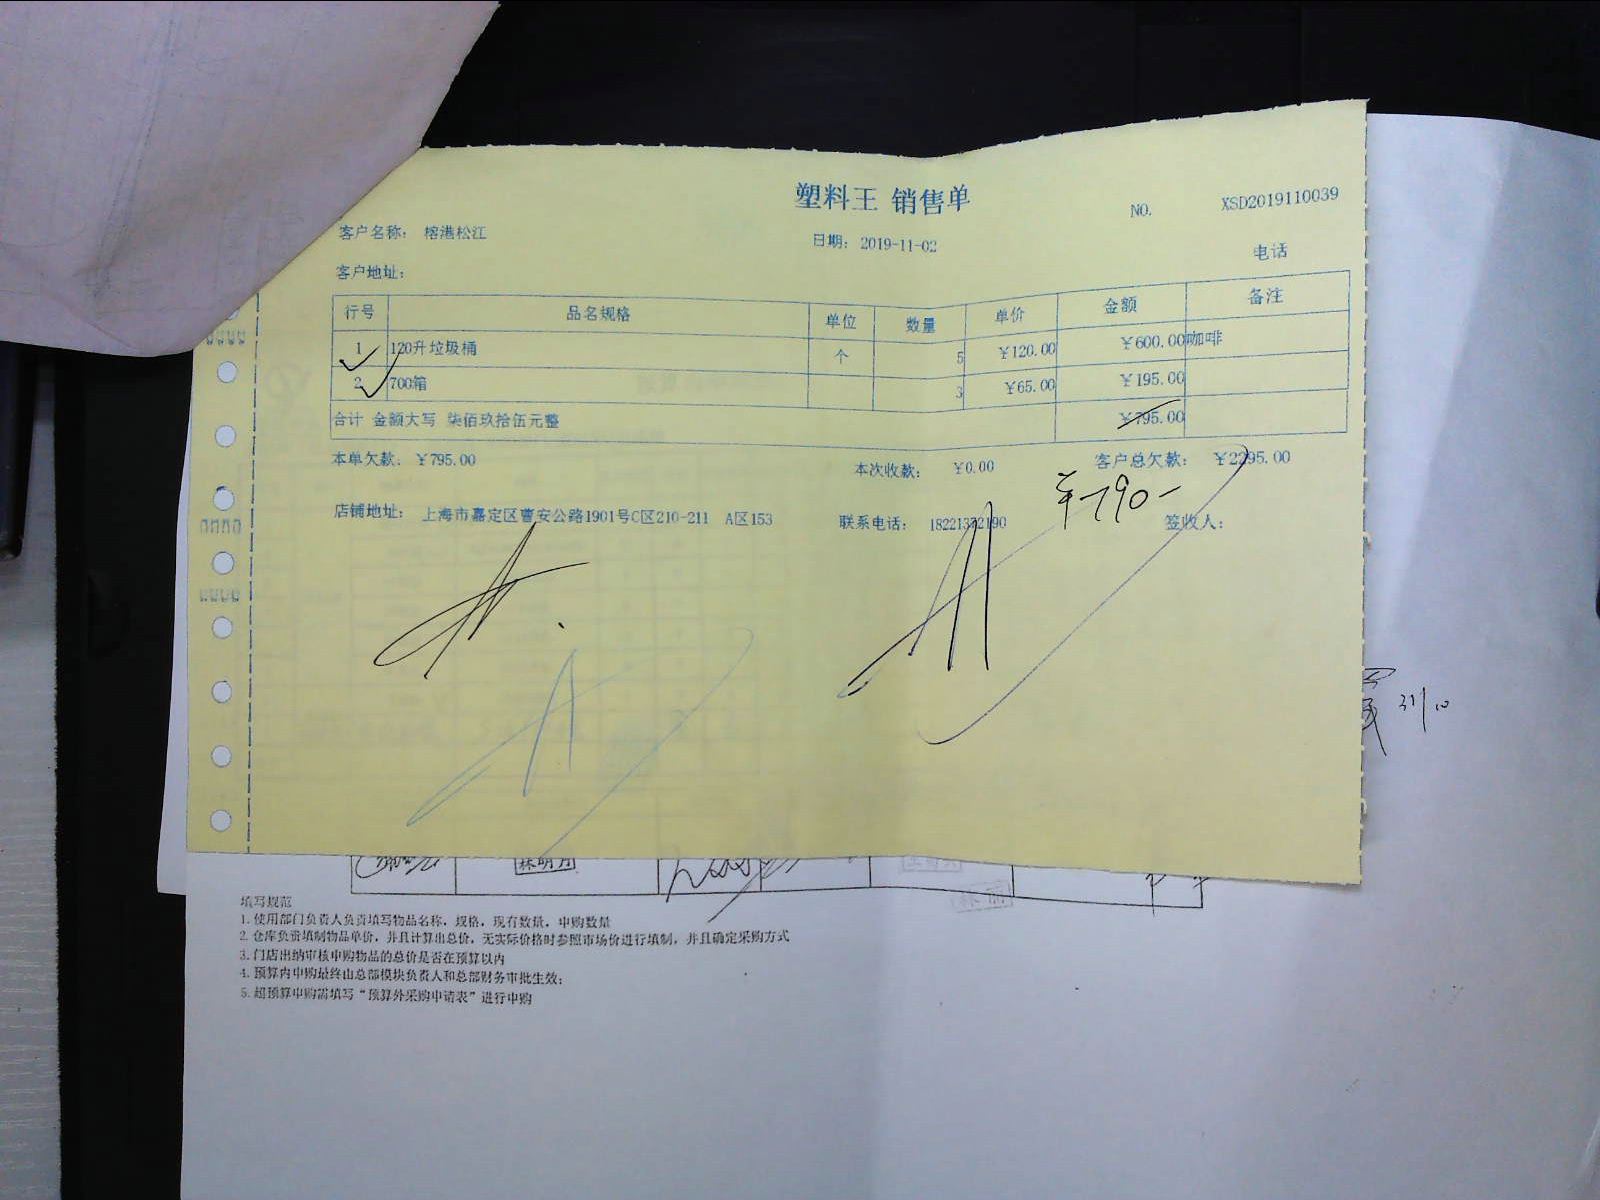 塑料王 销售单
NO. XSD2019110039
客户名称： 榕港松江 日期： 2019-11-02 电话
客户地址：
行号 品名规格 单位 数量 单价 金额 备注
1 120升垃圾桶 个 5 ¥120.00 ¥600.00 咖啡
2 700箱 3 ¥65.00 ¥195.00
合计 金额大写 柒佰玖拾伍元整 ¥795.00
本单欠款： ¥795.00 本次收款： ¥0.00 客户总欠款： ¥2295.00
¥790-
店铺地址： 上海市嘉定区曹安公路1901号C区210-211 A区153 联系电话： 18221372190 签收人：
31/10
林明月
填写规范
1. 使用部门负责人负责填写物品名称，规格，现有数量，申购数量
2. 仓库负责填制物品单价，并且计算出总价，无实际价格时参照市场价进行填制，并且确定采购方式
3. 门店出纳审核申购物品的总价是否在预算以内
4. 预算内申购最终由总部模块负责人和总部财务审批生效；
5. 超预算申购需填写“预算外采购申请表”进行申购